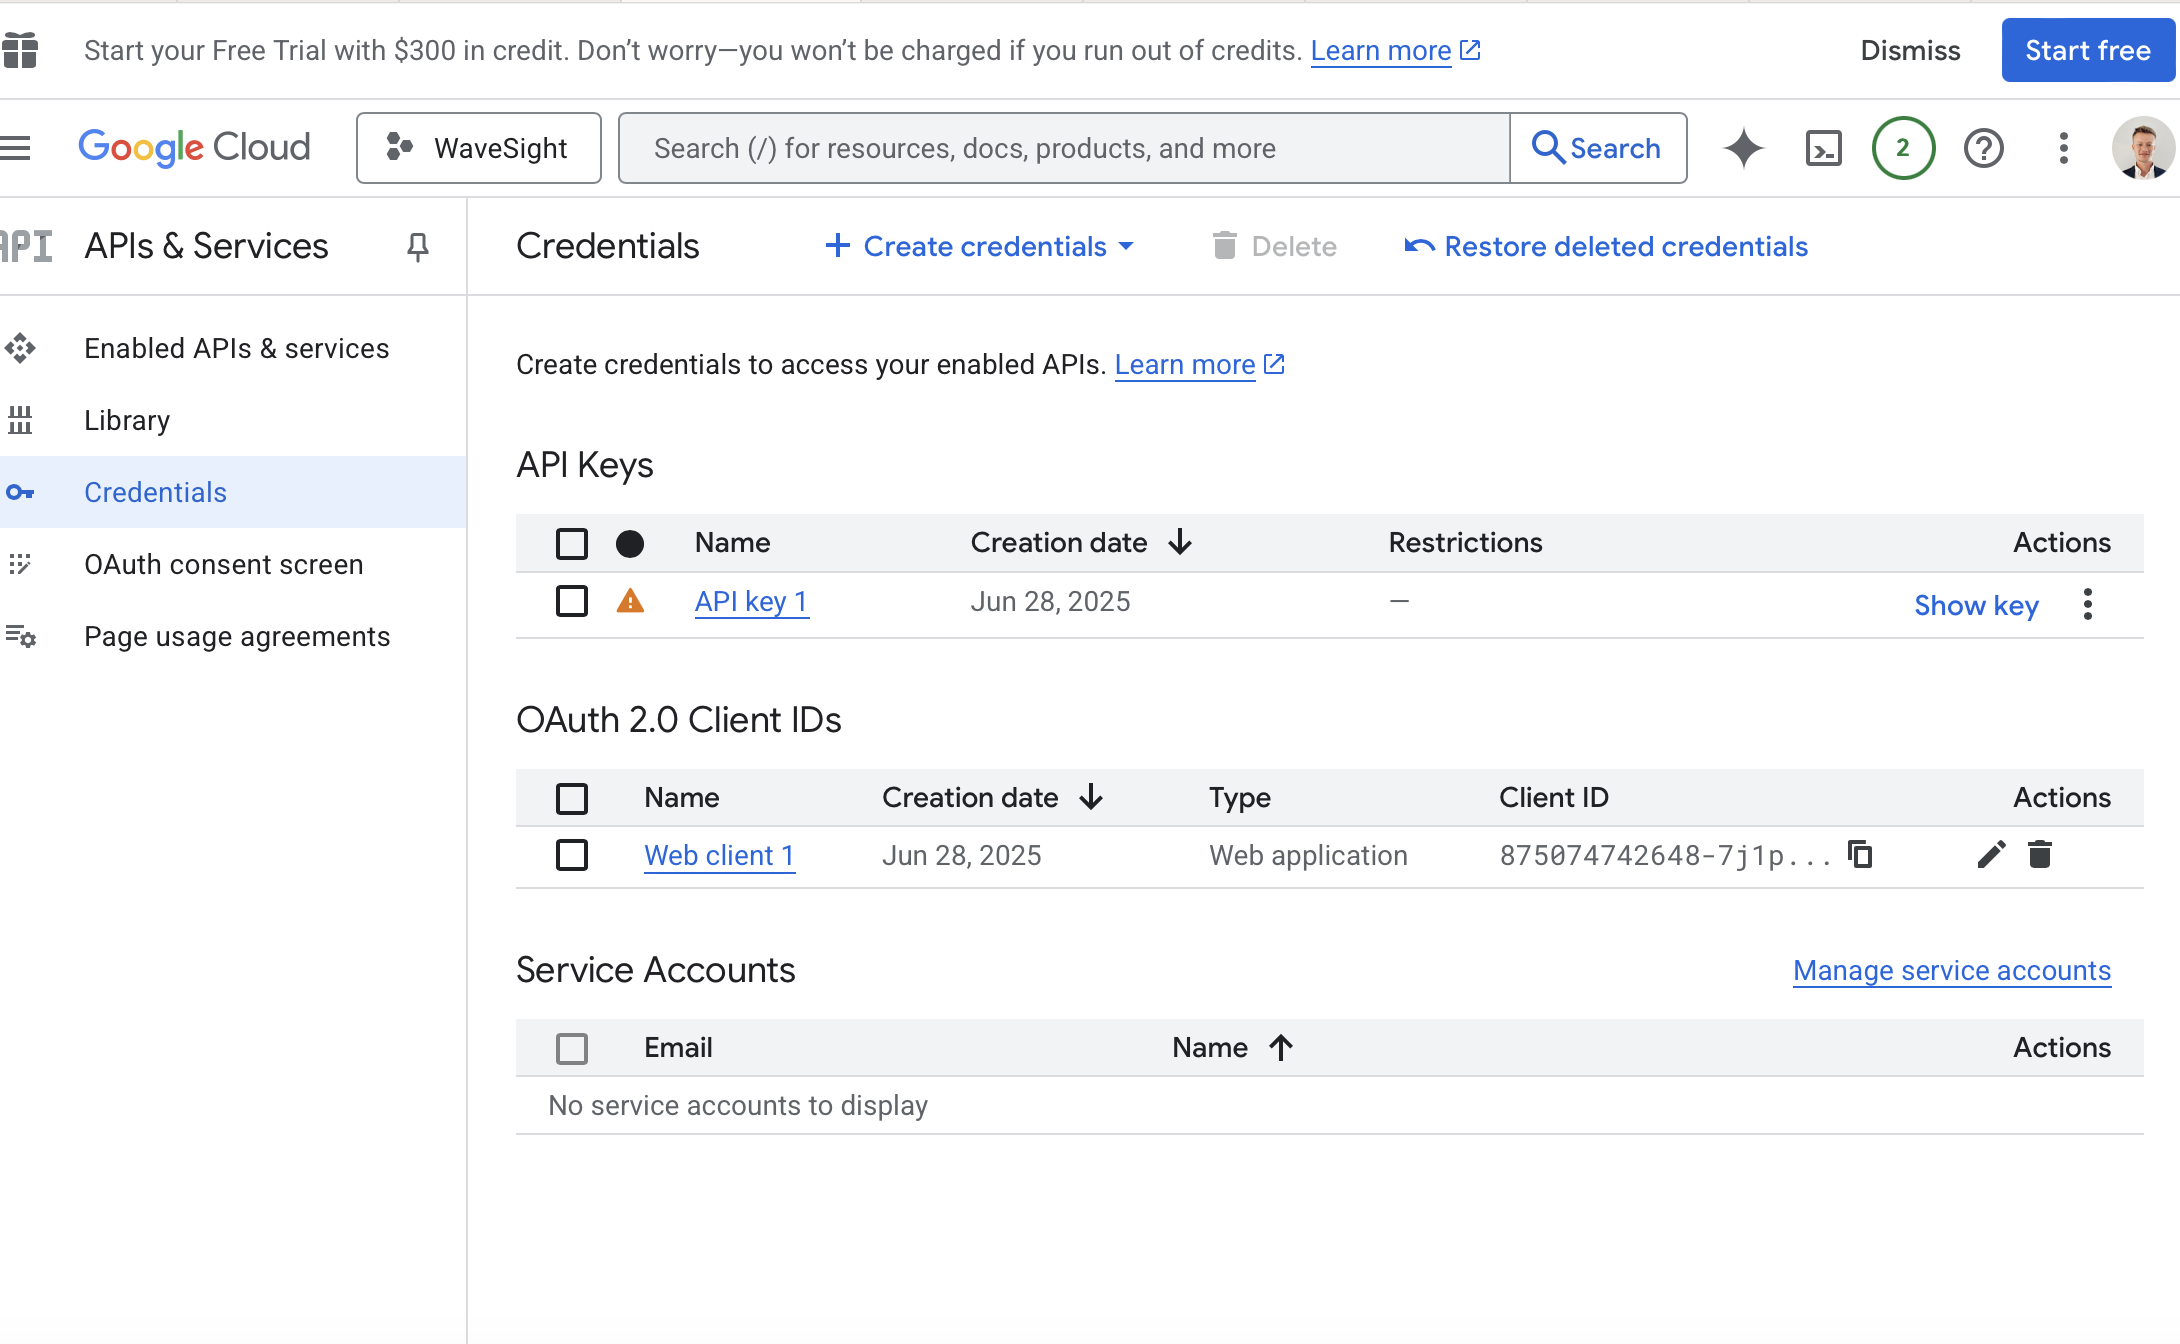 Start your Free Trial with $300 in credit. Don’t worry—you won’t be charged if you run out of credits. Learn more
Dismiss
Start free
Google Cloud
WaveSight
Search (/) for resources, docs, products, and more
Search
2
API
APIs & Services
Credentials
Create credentials
Delete
Restore deleted credentials
Enabled APIs & services
Library
Credentials
OAuth consent screen
Page usage agreements
Create credentials to access your enabled APIs. Learn more
API Keys
Name Creation date Restrictions Actions
API key 1 Jun 28, 2025 — Show key
OAuth 2.0 Client IDs
Name Creation date Type Client ID Actions
Web client 1 Jun 28, 2025 Web application 875074742648-7j1p...
Service Accounts
Manage service accounts
Email Name Actions
No service accounts to display